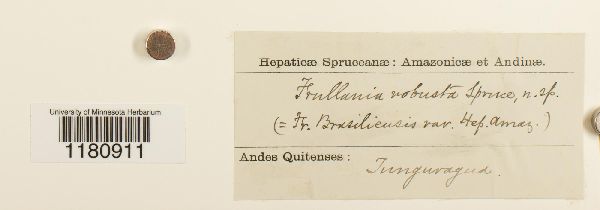 Hepaticæ Spruceanæ: Amazonicæ et Andinæ.
Frullania robusta Spruce, n. sp.
(= Fr. Brasiliensis var. Hep. Amaz.)
Andes Quitenses:
Tunguragua.
University of Minnesota Herbarium
1180911